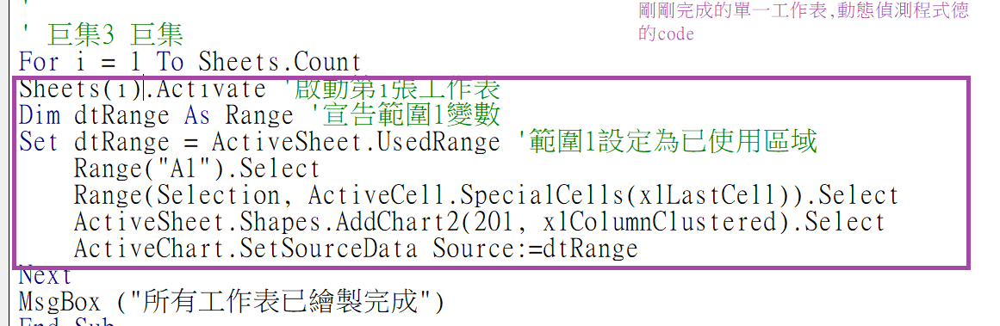 '
剛剛完成的單一工作表,動態偵測程式德
的code
' 巨集3 巨集
For i = 1 To Sheets.Count
Sheets(i).Activate '啟動第i張工作表
Dim dtRange As Range '宣告範圍1變數
Set dtRange = ActiveSheet.UsedRange '範圍1設定為已使用區域
Range("A1").Select
Range(Selection, ActiveCell.SpecialCells(xlLastCell)).Select
ActiveSheet.Shapes.AddChart2(201, xlColumnClustered).Select
ActiveChart.SetSourceData Source:=dtRange
Next
MsgBox ("所有工作表已繪製完成")
End Sub